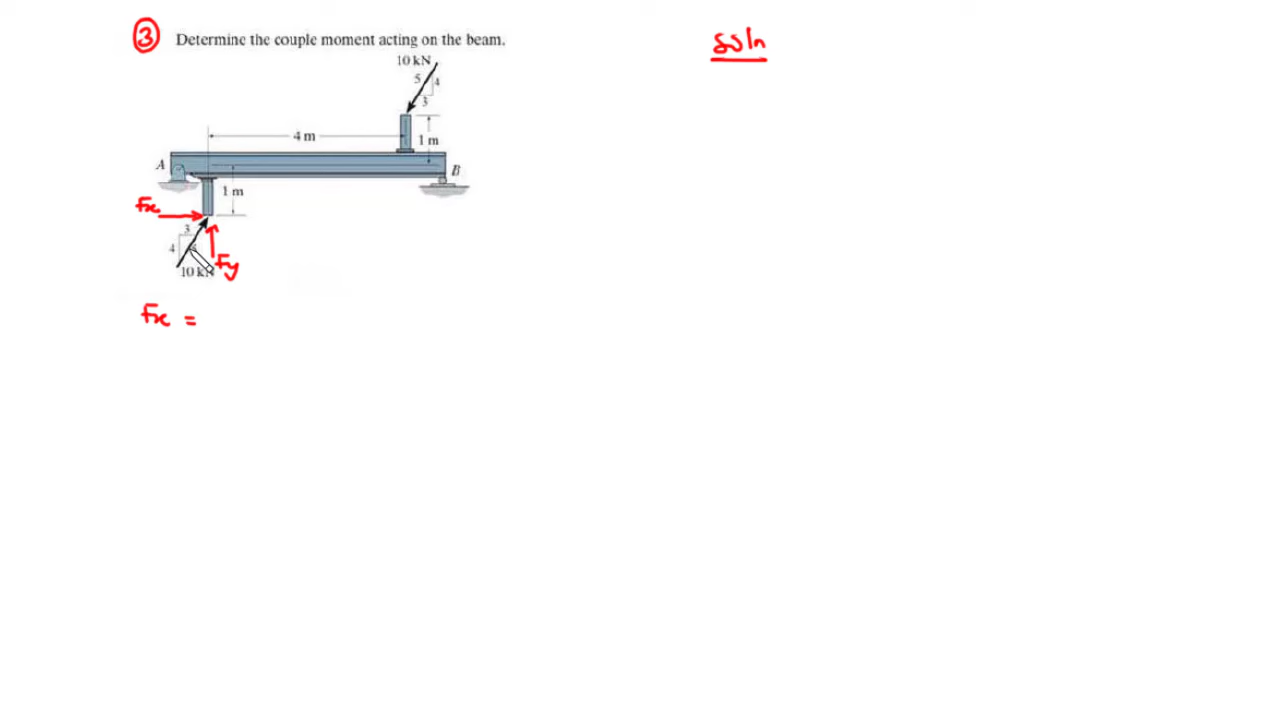 3 Determine the couple moment acting on the beam.
soln
10 kN
5 4
3
4 m
1 m
A
B
1 m
Fx
3
4
Fy
10 kN
Fx =